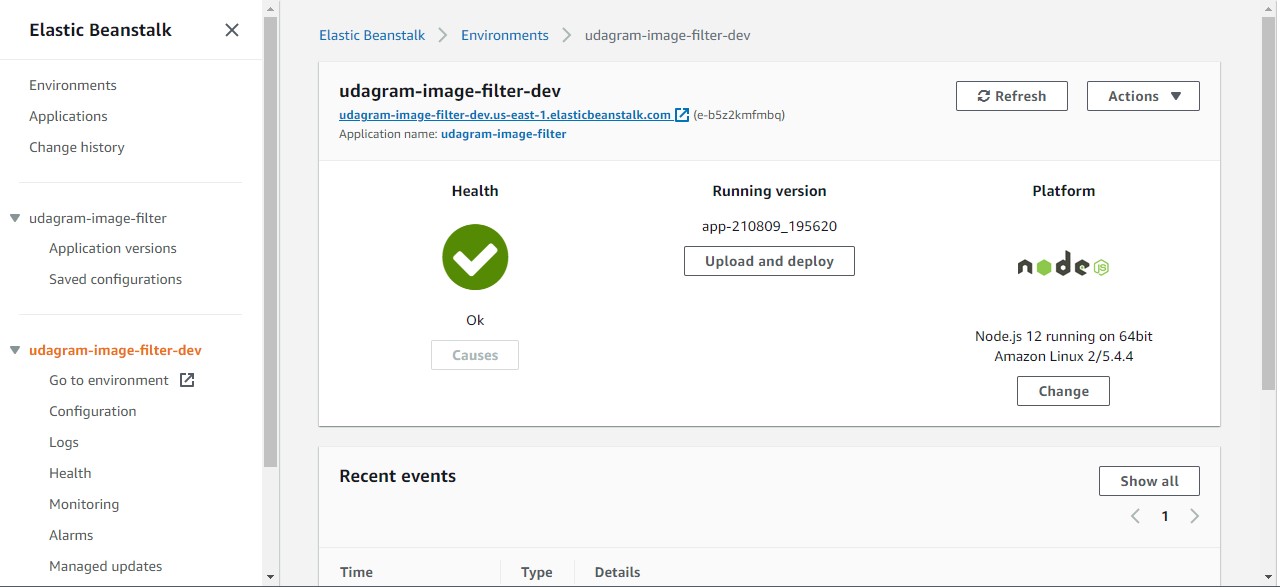 Elastic Beanstalk
Environments
Applications
Change history
udagram-image-filter
Application versions
Saved configurations
udagram-image-filter-dev
Go to environment
Configuration
Logs
Health
Monitoring
Alarms
Managed updates
Elastic Beanstalk Environments udagram-image-filter-dev
udagram-image-filter-dev
udagram-image-filter-dev.us-east-1.elasticbeanstalk.com (e-b5z2kmfmbq)
Application name: udagram-image-filter
Refresh
Actions
Health
Ok
Causes
Running version
app-210809_195620
Upload and deploy
Platform
node JS
Node.js 12 running on 64bit
Amazon Linux 2/5.4.4
Change
Recent events
Show all
1
Time Type Details